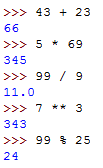 >>> 43 + 23
66
>>> 5 * 69
345
>>> 99 / 9
11.0
>>> 7 ** 3
343
>>> 99 % 25
24